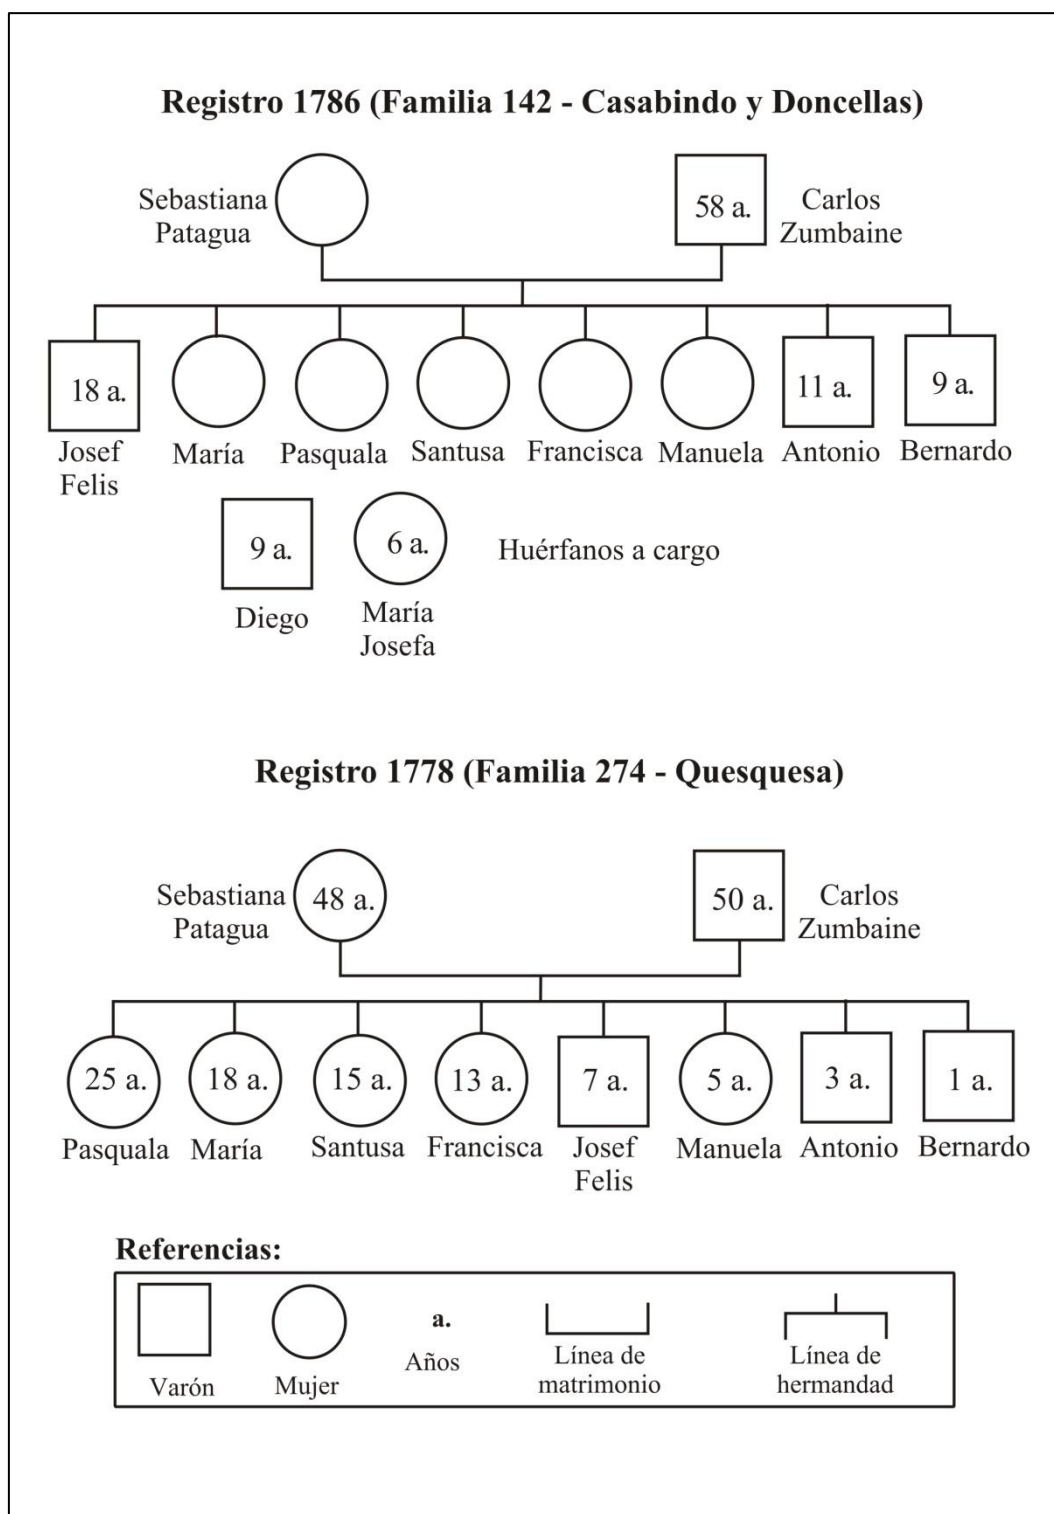 Registro 1786 (Familia 142 - Casabindo y Doncellas)
Sebastiana
Patagua
58 a.
Carlos
Zumbaine
18 a.
11 a.
9 a.
Josef
Felis
María
Pasquala
Santusa
Francisca
Manuela
Antonio
Bernardo
9 a.
6 a.
Huérfanos a cargo
Diego
María
Josefa
Registro 1778 (Familia 274 - Quesquesa)
Sebastiana
Patagua
48 a.
50 a.
Carlos
Zumbaine
25 a.
18 a.
15 a.
13 a.
7 a.
5 a.
3 a.
1 a.
Pasquala
María
Santusa
Francisca
Josef
Felis
Manuela
Antonio
Bernardo
Referencias:
Varón
Mujer
a.
Años
Línea de
matrimonio
Línea de
hermandad